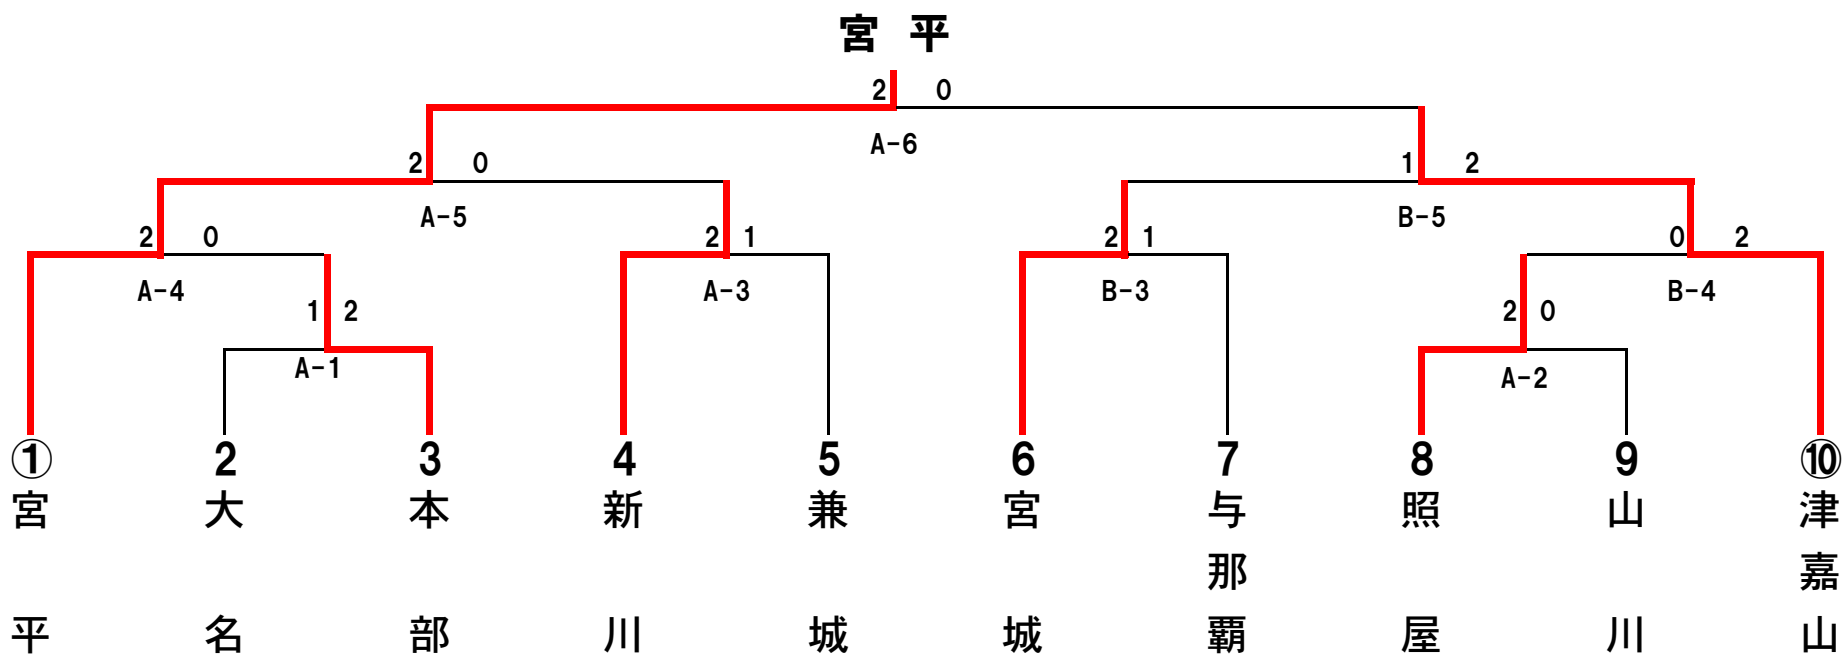 宮平
2 0
A-6
2 0
1 2
A-5
B-5
2 0
2 1
2 1
0 2
A-4
A-3
B-3
B-4
1 2
2 0
A-1
A-2
① 2 3 4 5 6 7 8 9 ⑩
宮平
大名
本部
新川
兼城
宮城
与那覇
照屋
山川
津嘉山